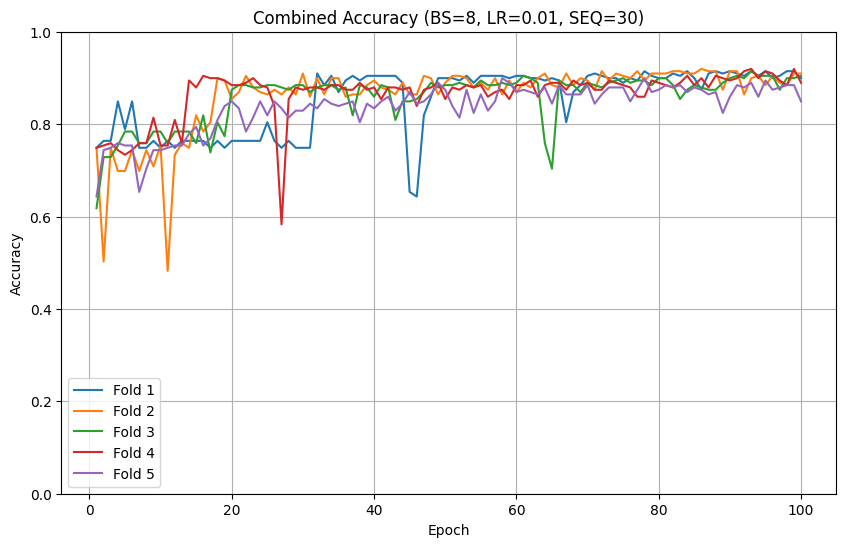 Combined Accuracy (BS=8, LR=0.01, SEQ=30)
1.0
0.8
0.6
0.4
0.2
0.0
Accuracy
Fold 1
Fold 2
Fold 3
Fold 4
Fold 5
0 20 40 60 80 100
Epoch